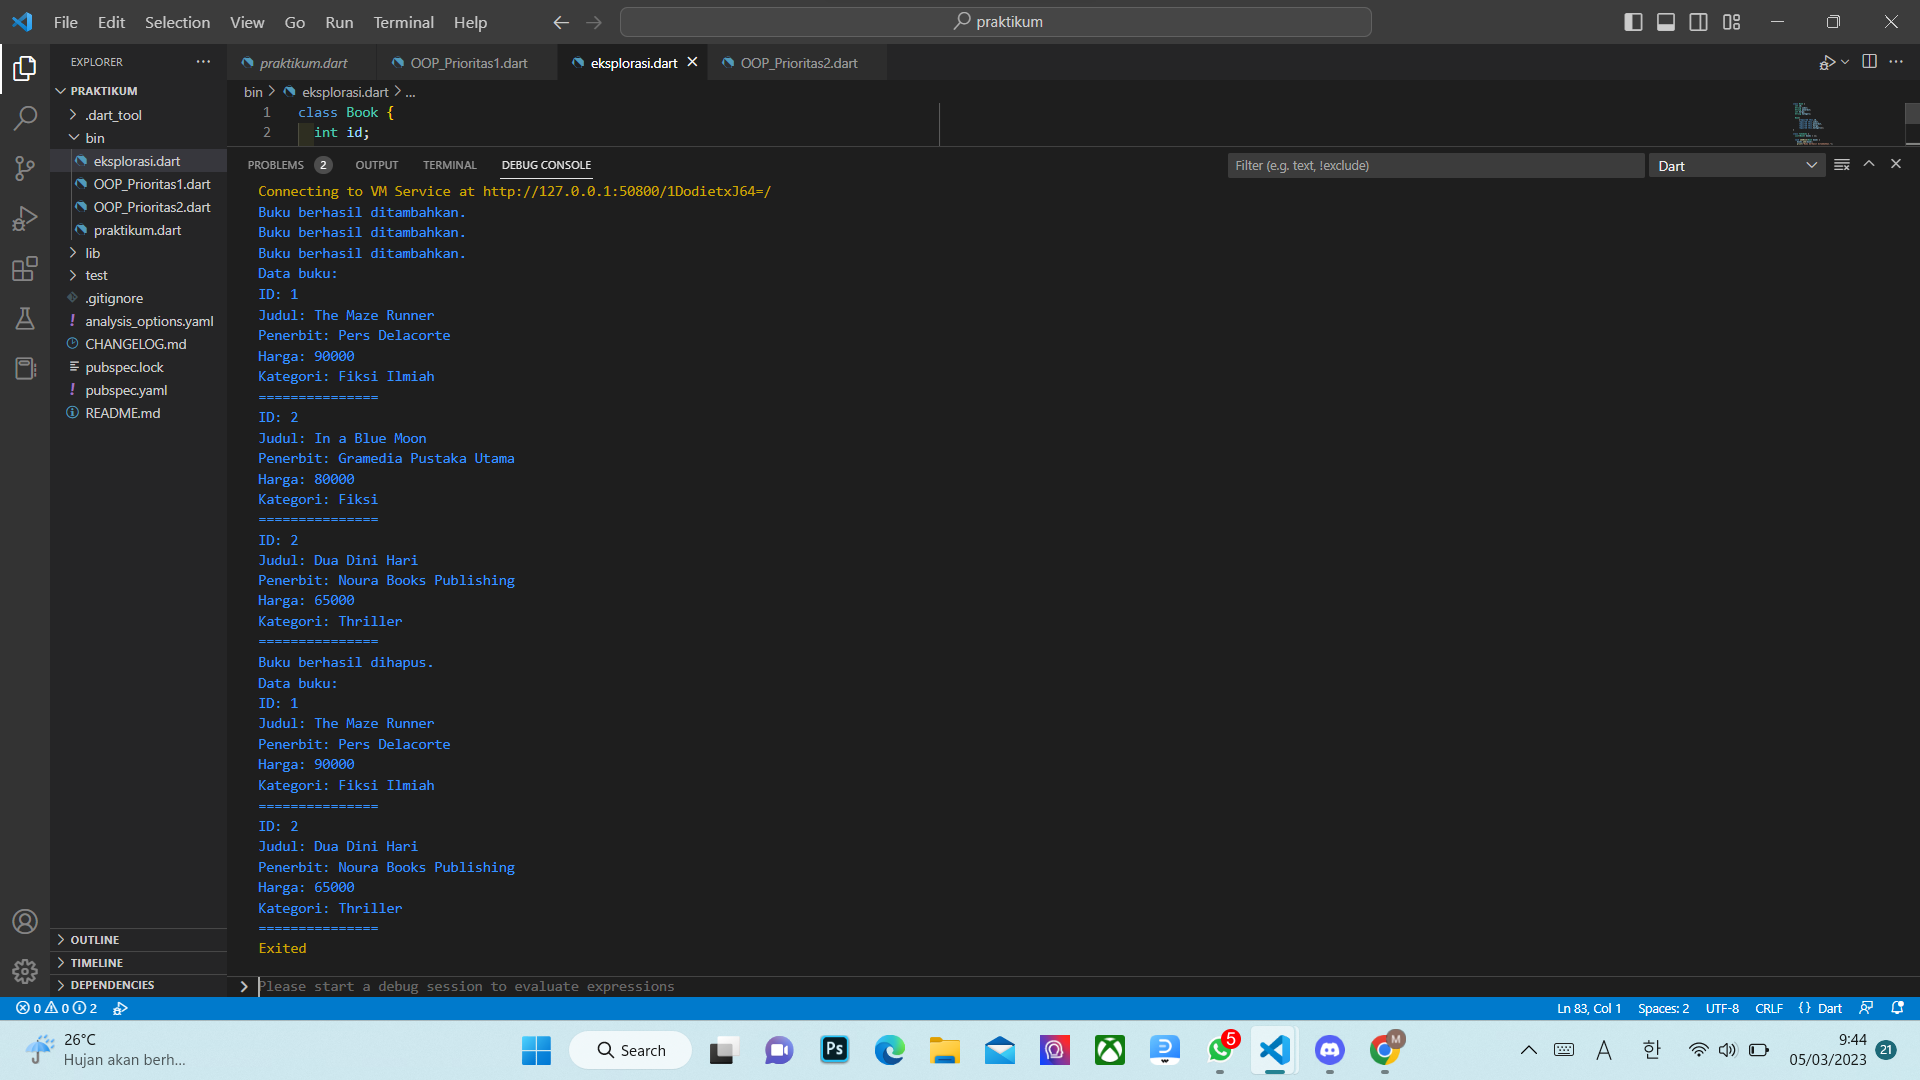 File Edit Selection View Go Run Terminal Help
praktikum
EXPLORER
praktikum.dart
OOP_Prioritas1.dart
eksplorasi.dart
OOP_Prioritas2.dart
PRAKTIKUM
.dart_tool
bin
eksplorasi.dart
OOP_Prioritas1.dart
OOP_Prioritas2.dart
praktikum.dart
lib
test
.gitignore
analysis_options.yaml
CHANGELOG.md
pubspec.lock
pubspec.yaml
README.md
OUTLINE
TIMELINE
DEPENDENCIES
bin > eksplorasi.dart > ...
1 class Book {
2 int id;
PROBLEMS 2 OUTPUT TERMINAL DEBUG CONSOLE
Filter (e.g. text, !exclude)
Dart
Connecting to VM Service at http://127.0.0.1:50800/1DodietxJ64=/
Buku berhasil ditambahkan.
Buku berhasil ditambahkan.
Buku berhasil ditambahkan.
Data buku:
ID: 1
Judul: The Maze Runner
Penerbit: Pers Delacorte
Harga: 90000
Kategori: Fiksi Ilmiah
===============
ID: 2
Judul: In a Blue Moon
Penerbit: Gramedia Pustaka Utama
Harga: 80000
Kategori: Fiksi
===============
ID: 2
Judul: Dua Dini Hari
Penerbit: Noura Books Publishing
Harga: 65000
Kategori: Thriller
===============
Buku berhasil dihapus.
Data buku:
ID: 1
Judul: The Maze Runner
Penerbit: Pers Delacorte
Harga: 90000
Kategori: Fiksi Ilmiah
===============
ID: 2
Judul: Dua Dini Hari
Penerbit: Noura Books Publishing
Harga: 65000
Kategori: Thriller
===============
Exited
Please start a debug session to evaluate expressions
0 0 2
Ln 83, Col 1 Spaces: 2 UTF-8 CRLF {} Dart
26°C
Hujan akan berh...
Search
Ps
5
M
A
한
9:44
05/03/2023
21